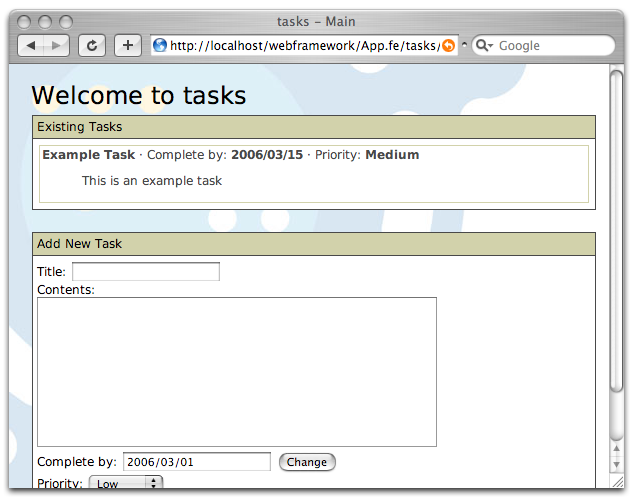 tasks – Main
http://localhost/webframework/App.fe/tasks/
Google
Welcome to tasks
Existing Tasks
Example Task · Complete by: 2006/03/15 · Priority: Medium
This is an example task
Add New Task
Title:
Contents:
Complete by: 2006/03/01 Change
Priority: Low